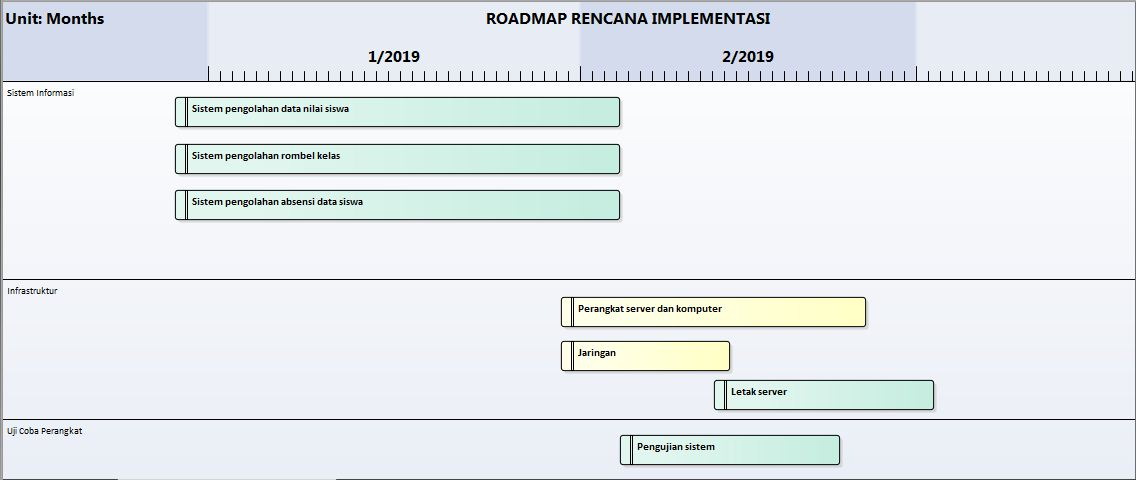 Unit: Months
ROADMAP RENCANA IMPLEMENTASI
1/2019
2/2019
Sistem Informasi
Sistem pengolahan data nilai siswa
Sistem pengolahan rombel kelas
Sistem pengolahan absensi data siswa
Infrastruktur
Perangkat server dan komputer
Jaringan
Letak server
Uji Coba Perangkat
Pengujian sistem